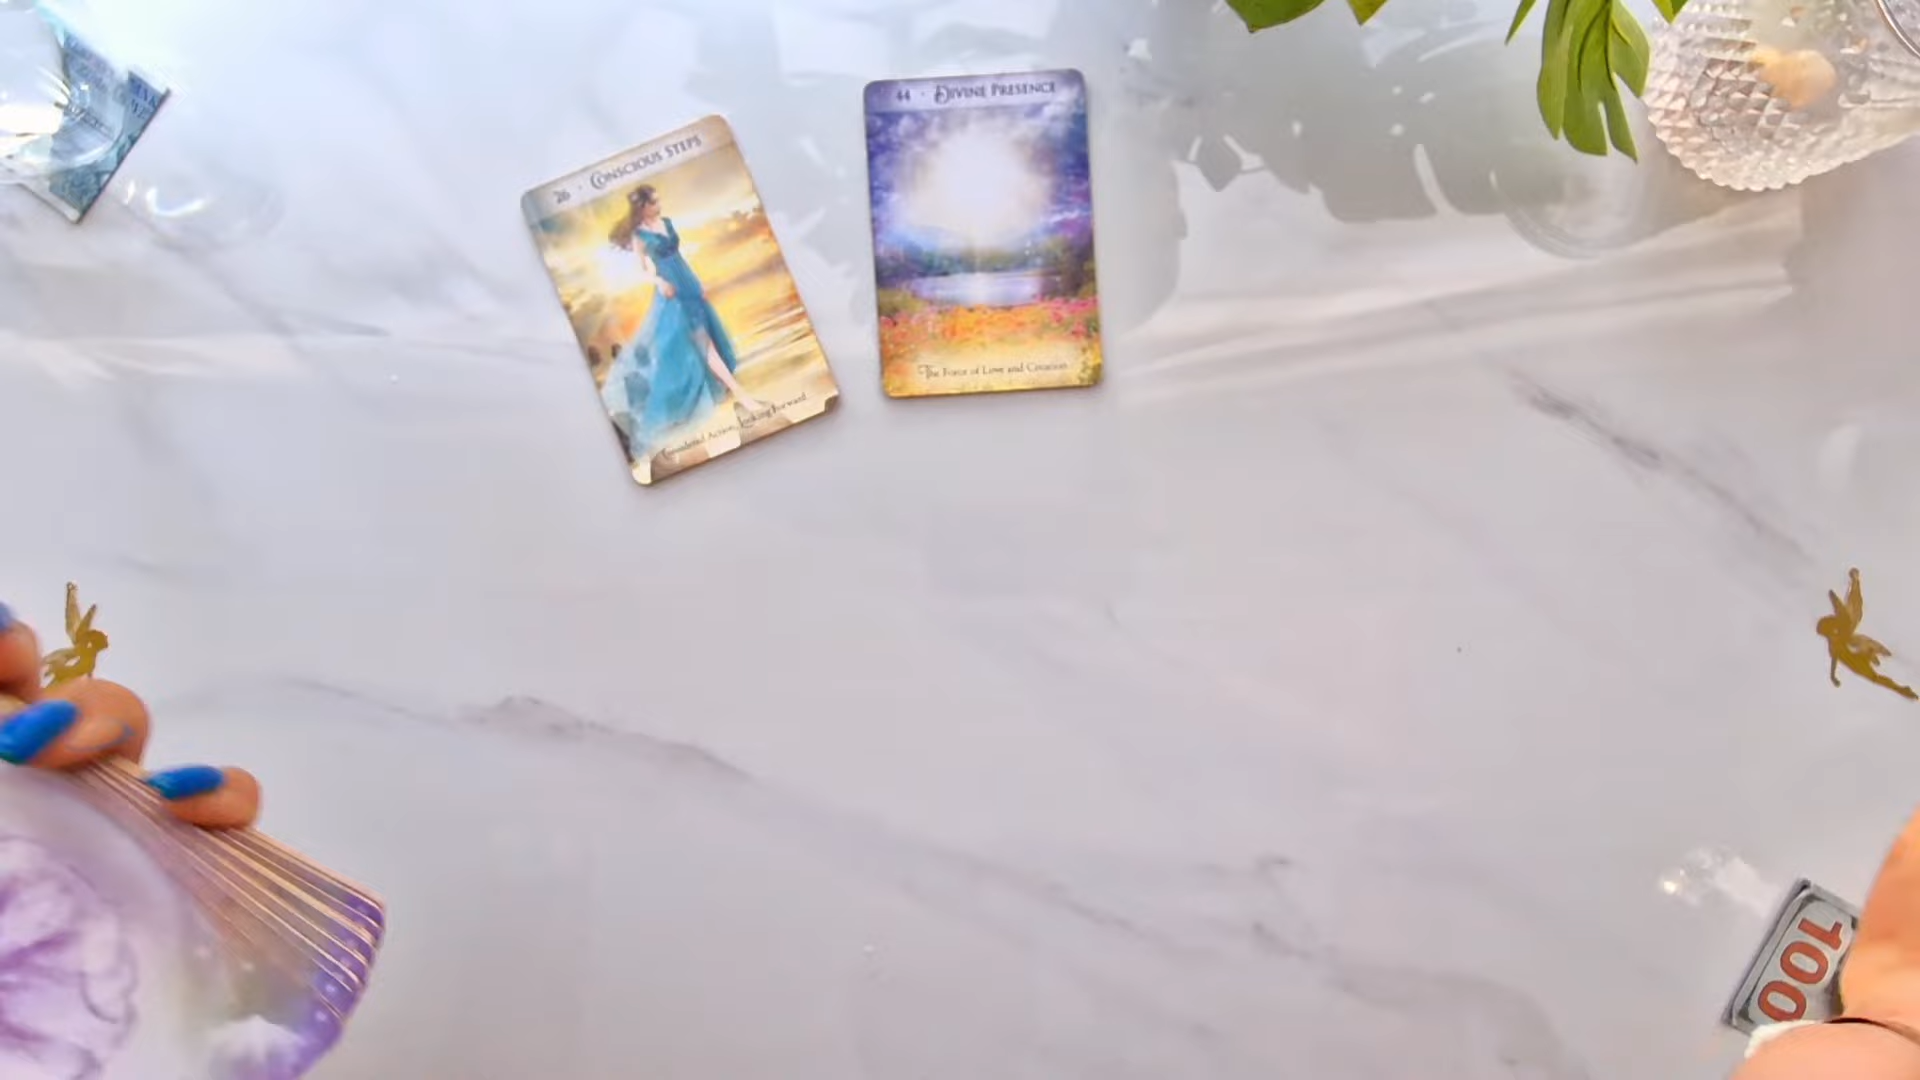 26 · Conscious Steps
Considered Action, Looking Forward
44 · Divine Presence
The Force of Love and Creation
100